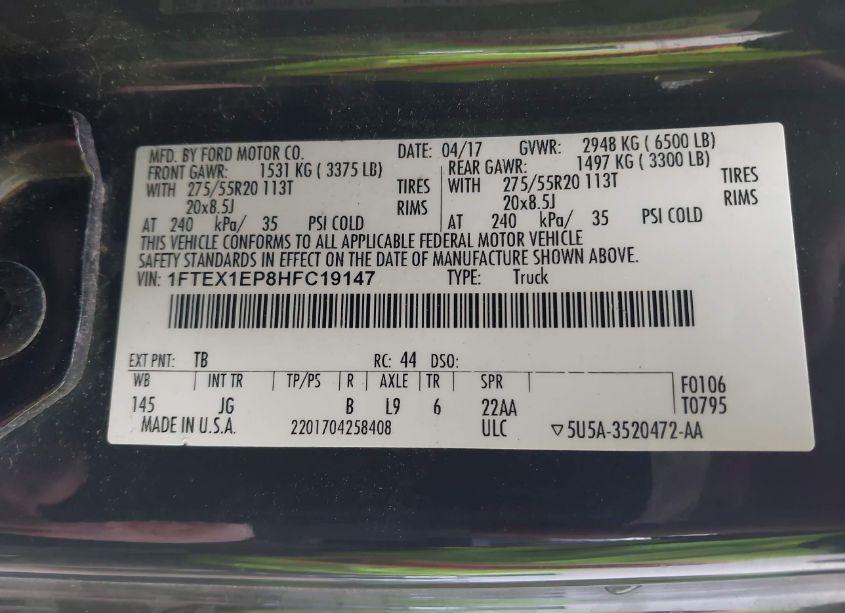 MFD. BY FORD MOTOR CO. DATE: 04/17 GVWR: 2948 KG ( 6500 LB)
FRONT GAWR: 1531 KG ( 3375 LB) REAR GAWR: 1497 KG ( 3300 LB)
WITH 275/55R20 113T TIRES WITH 275/55R20 113T TIRES
20x8.5J RIMS 20x8.5J RIMS
AT 240 kPa/ 35 PSI COLD AT 240 kPa/ 35 PSI COLD
THIS VEHICLE CONFORMS TO ALL APPLICABLE FEDERAL MOTOR VEHICLE
SAFETY STANDARDS IN EFFECT ON THE DATE OF MANUFACTURE SHOWN ABOVE.
VIN: 1FTEX1EP8HFC19147 TYPE: Truck
EXT PNT: TB RC: 44 DSO:
WB INT TR TP/PS R AXLE TR SPR F0106
145 JG B L9 6 22AA T0795
MADE IN U.S.A. 2201704258408 ULC ▽5U5A-3520472-AA